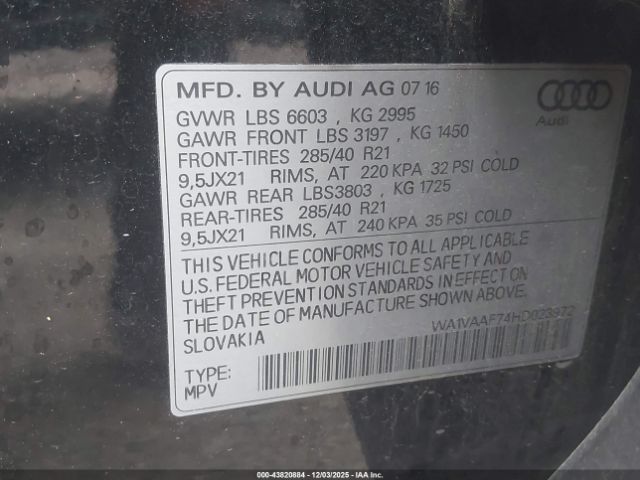 MFD. BY AUDI AG 07 16
Audi
GVWR LBS 6603 , KG 2995
GAWR FRONT LBS 3197 , KG 1450
FRONT-TIRES 285/40 R21
9,5JX21 RIMS, AT 220 KPA 32 PSI COLD
GAWR REAR LBS3803 , KG 1725
REAR-TIRES 285/40 R21
9,5JX21 RIMS, AT 240 KPA 35 PSI COLD
THIS VEHICLE CONFORMS TO ALL APPLICABLE
U.S. FEDERAL MOTOR VEHICLE SAFETY AND
THEFT PREVENTION STANDARDS IN EFFECT ON
THE DATE OF MANUFACTURE SHOWN ABOVE.
SLOVAKIA
WA1VAAF74HD023972
TYPE:
MPV
000-43820884 - 12/03/2025 - IAAI.COM